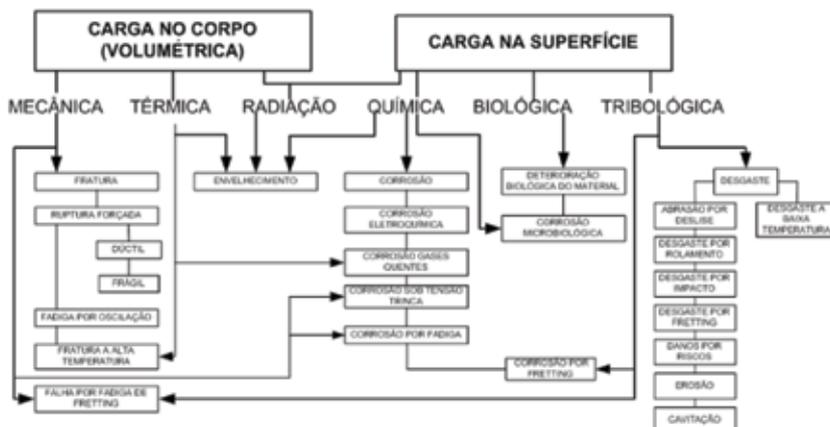 CARGA NO CORPO
(VOLUMÉTRICA)
CARGA NA SUPERFÍCIE
MECÂNICA
TÉRMICA
RADIAÇÃO
QUÍMICA
BIOLÓGICA
TRIBOLÓGICA
FRATURA
RUPTURA FORÇADA
DÚCTIL
FRÁGIL
FADIGA POR OSCILAÇÃO
FRATURA A ALTA
TEMPERATURA
FALHA POR FADIGA DE
FRETTING
ENVELHECIMENTO
CORROSÃO
CORROSÃO
ELETROQUÍMICA
CORROSÃO GASES
QUENTES
CORROSÃO SOB TENSÃO
TRINCA
CORROSÃO POR FADIGA
DETERIORAÇÃO
BIOLÓGICA DO MATERIAL
CORROSÃO
MICROBIOLÓGICA
CORROSÃO POR
FRETTING
DESGASTE
ABRASÃO POR
DESLISE
DESGASTE POR
ROLAMENTO
DESGASTE POR
IMPACTO
DESGASTE POR
FRETTING
DANOS POR
RISCOS
EROSÃO
CAVITAÇÃO
DESGASTE A
BAIXA
TEMPERATURA